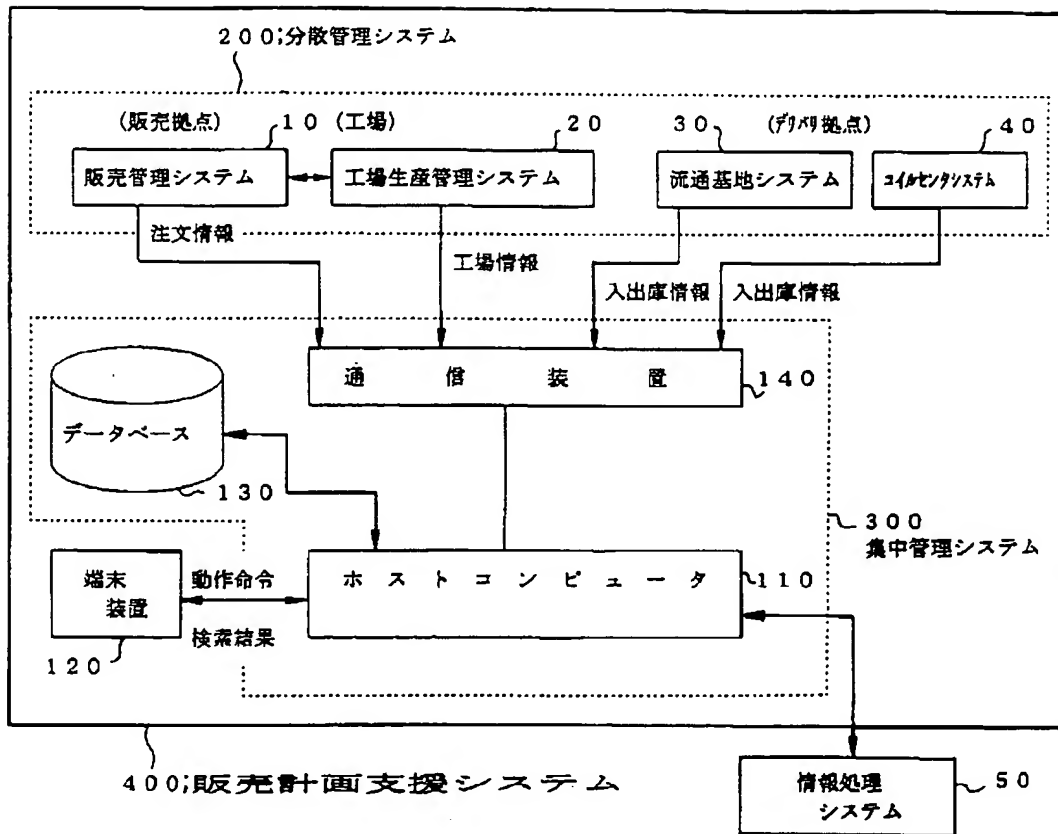 ２００;分散管理システム
(販売拠点)
１０
(工場)
２０
３０
(ﾃﾞﾘﾊﾞﾘ拠点)
４０
販売管理システム
工場生産管理システム
流通基地システム
ｺｲﾙｾﾝﾀｼｽﾃﾑ
注文情報
工場情報
入出庫情報
入出庫情報
通信装置
１４０
データベース
１３０
３００
集中管理システム
端末
装置
動作命令
検索結果
ホストコンピュータ
１１０
１２０
４００;販売計画支援システム
情報処理
システム
５０